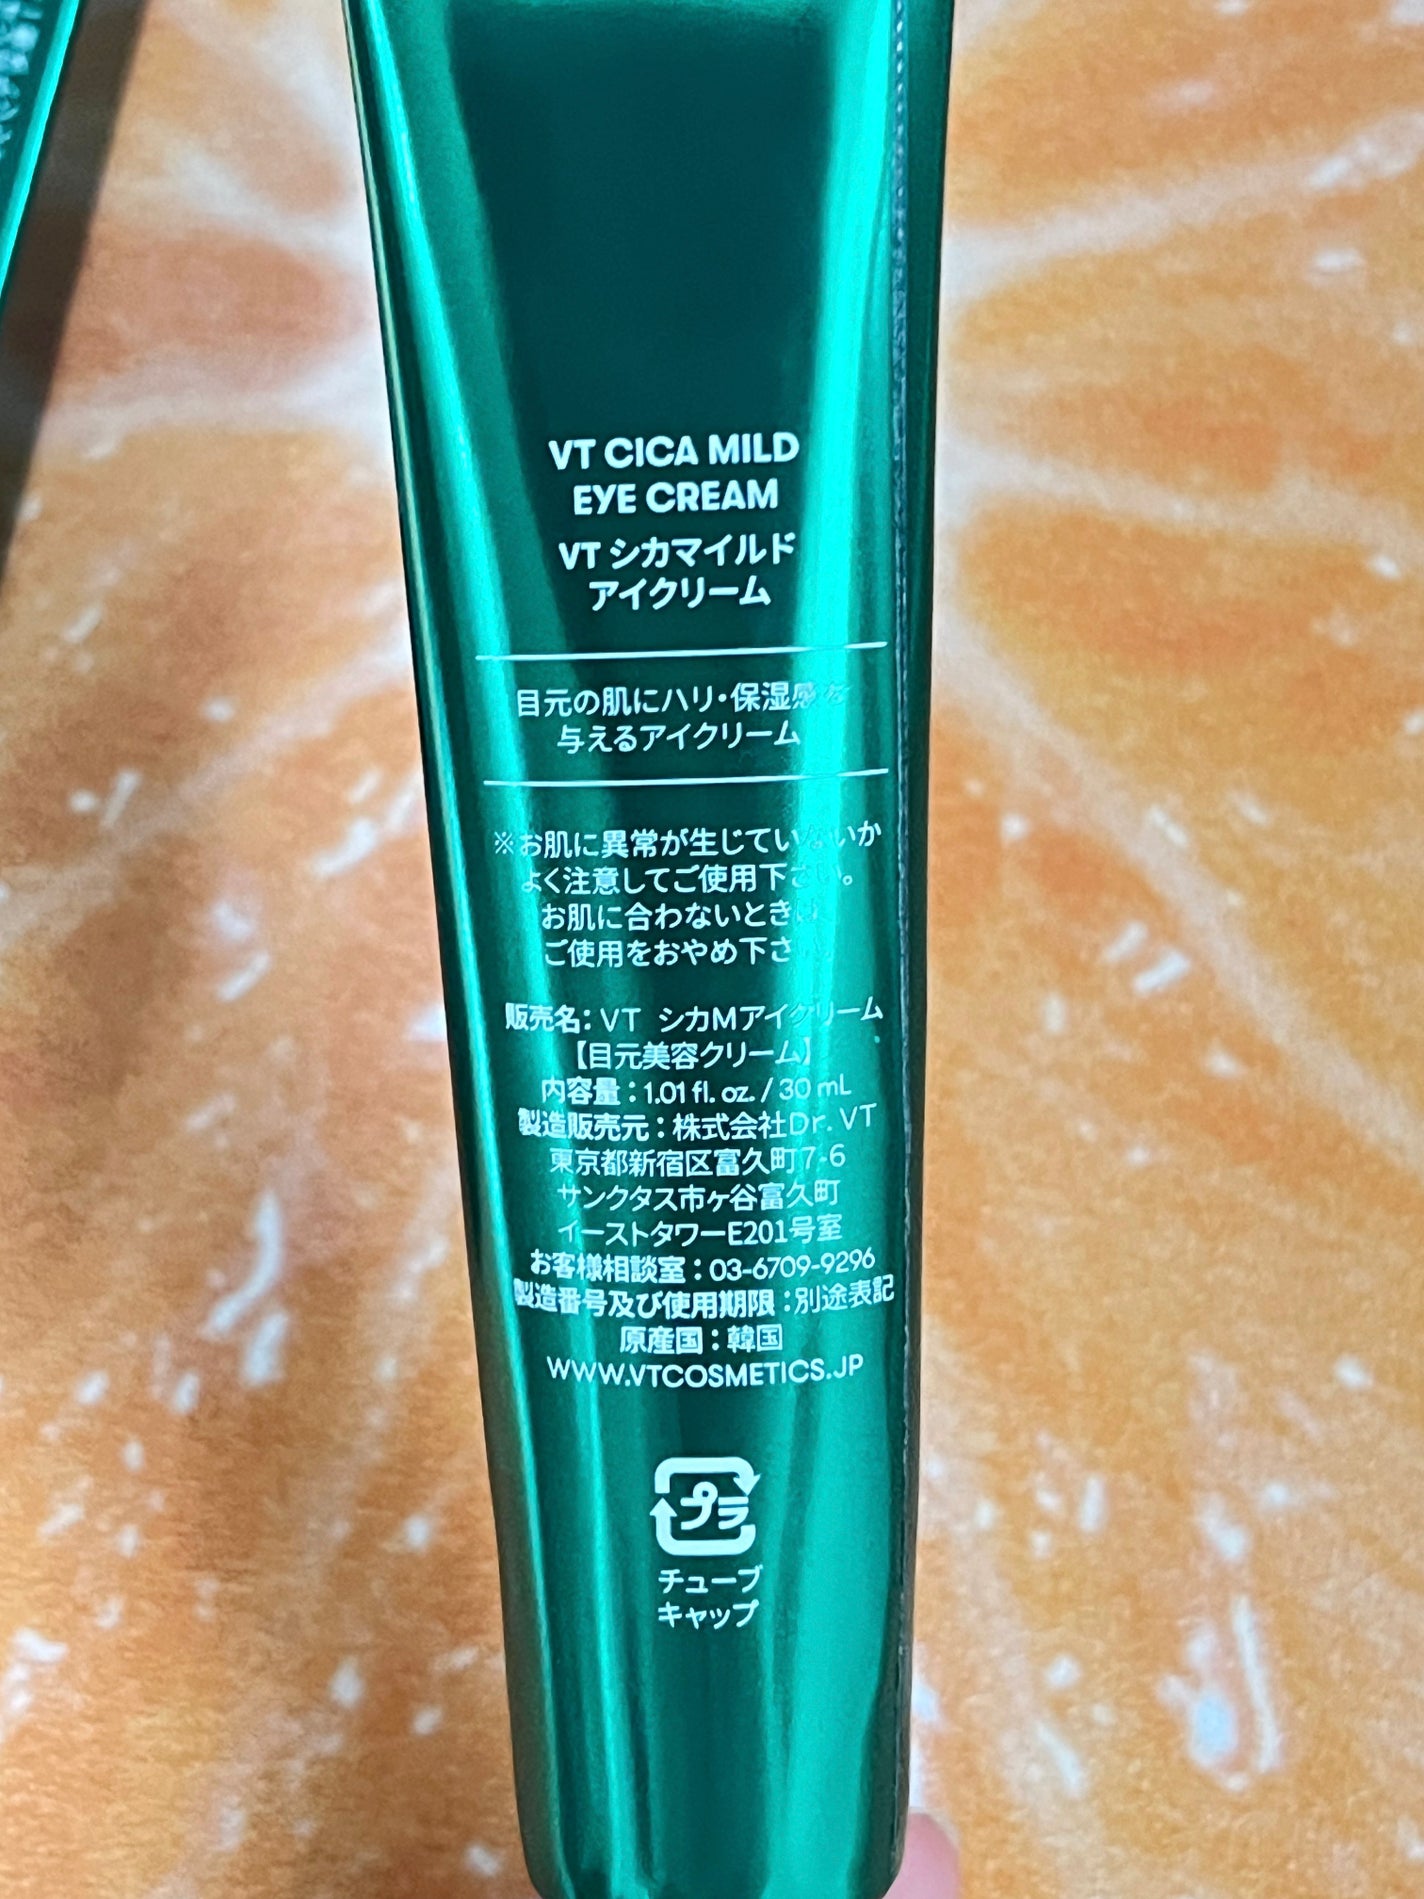 VT CICA MILD
EYE CREAM
VT シカマイルド
アイクリーム
目元の肌にハリ・保湿感を
与えるアイクリーム
※お肌に異常が生じていないか
よく注意してご使用下さい。
お肌に合わないときは
ご使用をおやめ下さ
販売名：VT シカMアイクリーム
【目元美容クリーム】
内容量：1.01 fl. oz. / 30 mL
製造販売元：株式会社Dr. VT
東京都新宿区富久町7-6
サンクタス市ヶ谷富久町
イーストタワーE201号室
お客様相談室：03-6709-9296
製造番号及び使用期限：別途表記
原産国：韓国
WWW.VTCOSMETICS.JP
プラ
チューブ
キャップ